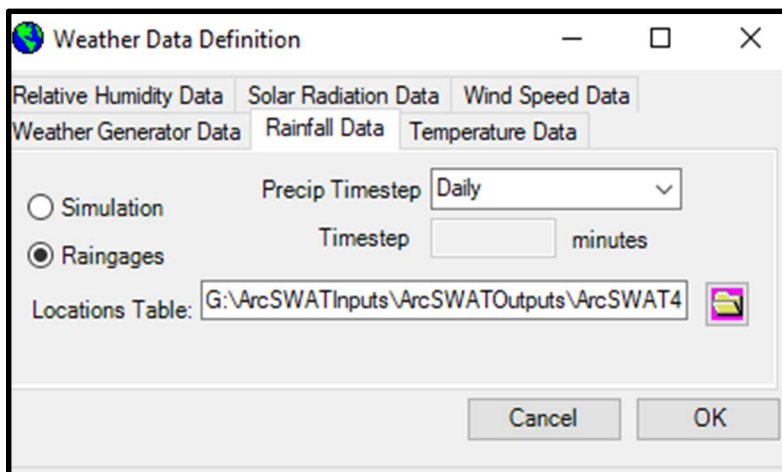 Weather Data Definition
Relative Humidity Data Solar Radiation Data Wind Speed Data
Weather Generator Data Rainfall Data Temperature Data
Precip Timestep Daily
Simulation
Timestep minutes
Raingages
Locations Table: G:\ArcSWATInputs\ArcSWATOutputs\ArcSWAT4
Cancel OK